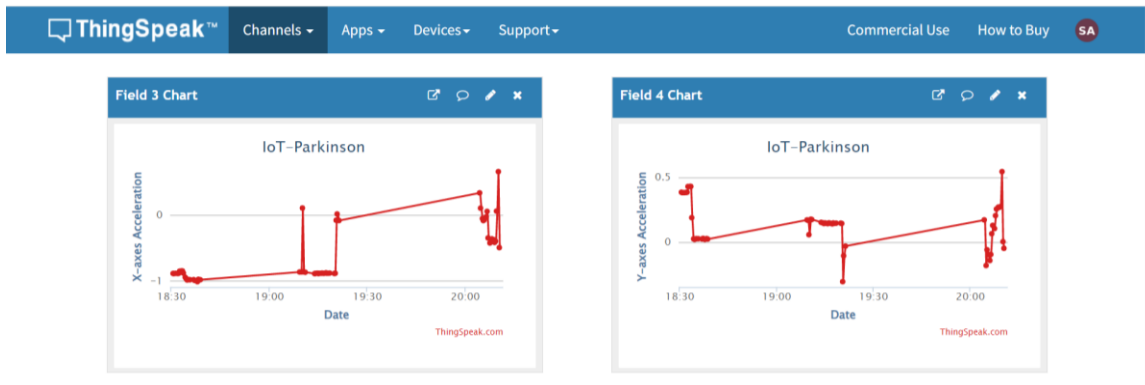 ThingSpeak™ Channels Apps Devices Support Commercial Use How to Buy SA
Field 3 Chart
IoT-Parkinson
X-axes Acceleration
0
-1
18:30 19:00 19:30 20:00
Date
ThingSpeak.com
Field 4 Chart
IoT-Parkinson
Y-axes Acceleration
0.5
0
18:30 19:00 19:30 20:00
Date
ThingSpeak.com